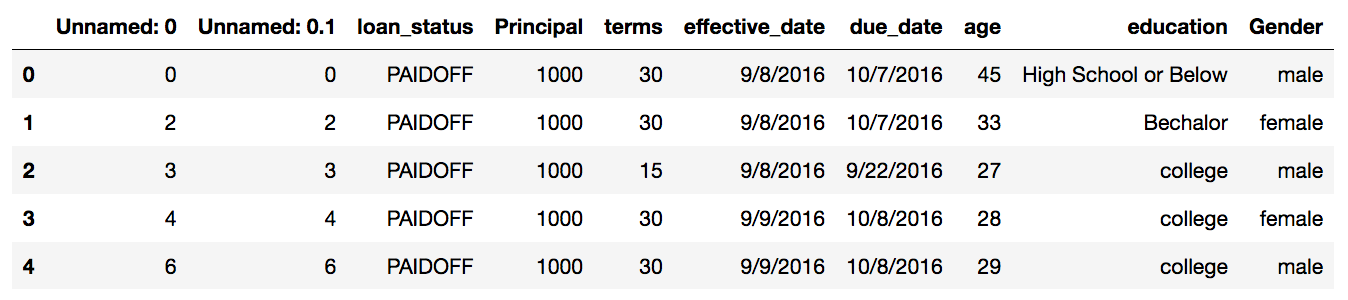 Unnamed: 0 Unnamed: 0.1 loan_status Principal terms effective_date due_date age education Gender
0 0 0 PAIDOFF 1000 30 9/8/2016 10/7/2016 45 High School or Below male
1 2 2 PAIDOFF 1000 30 9/8/2016 10/7/2016 33 Bechalor female
2 3 3 PAIDOFF 1000 15 9/8/2016 9/22/2016 27 college male
3 4 4 PAIDOFF 1000 30 9/9/2016 10/8/2016 28 college female
4 6 6 PAIDOFF 1000 30 9/9/2016 10/8/2016 29 college male